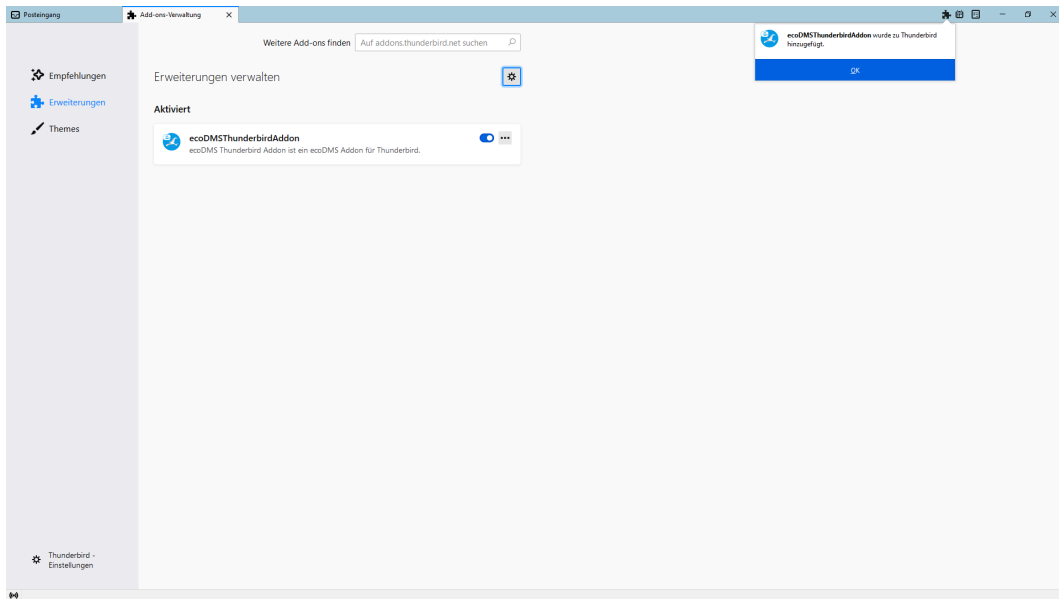 Posteingang
Add-ons-Verwaltung
Weitere Add-ons finden
Auf addons.thunderbird.net suchen
ecoDMSThunderbirdAddon wurde zu Thunderbird
hinzugefügt.
OK
Empfehlungen
Erweiterungen
Themes
Erweiterungen verwalten
Aktiviert
ecoDMSThunderbirdAddon
ecoDMS Thunderbird Addon ist ein ecoDMS Addon für Thunderbird.
Thunderbird -
Einstellungen